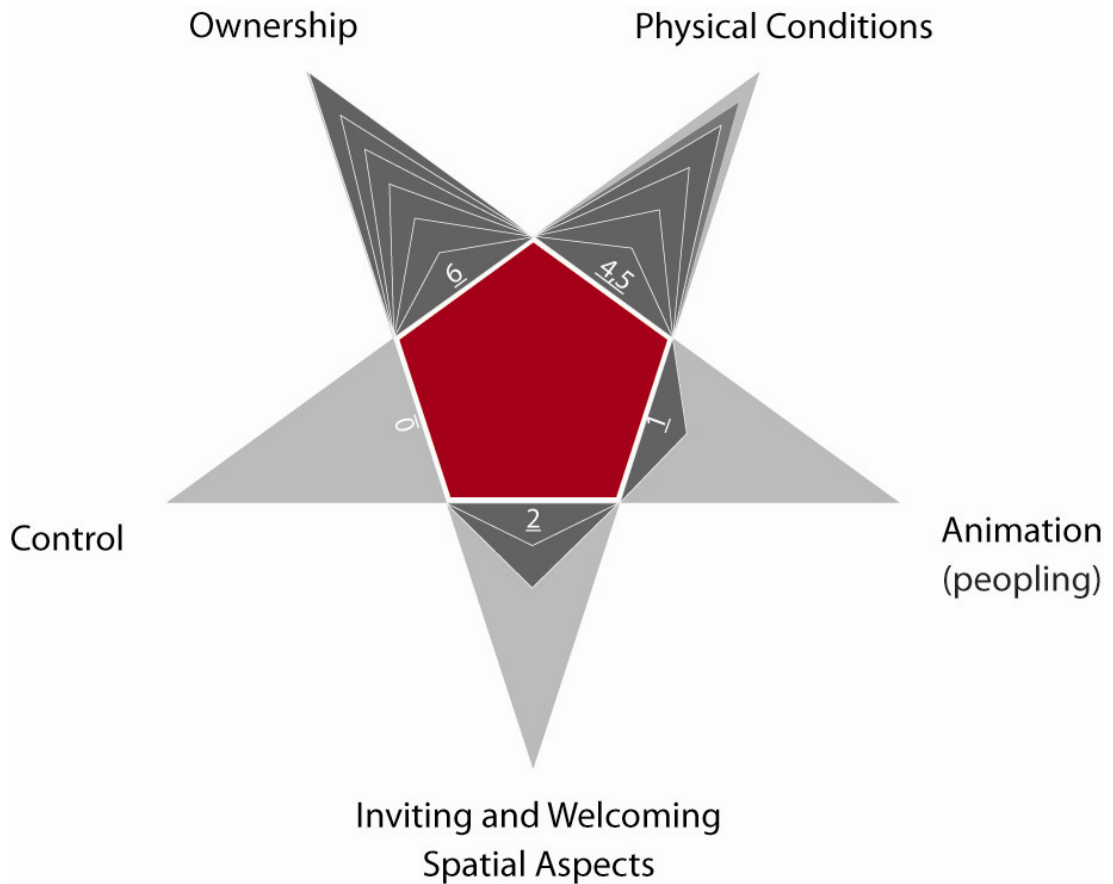 Ownership
Physical Conditions
6
4,5
0
1
2
Control
Animation
(peopling)
Inviting and Welcoming
Spatial Aspects